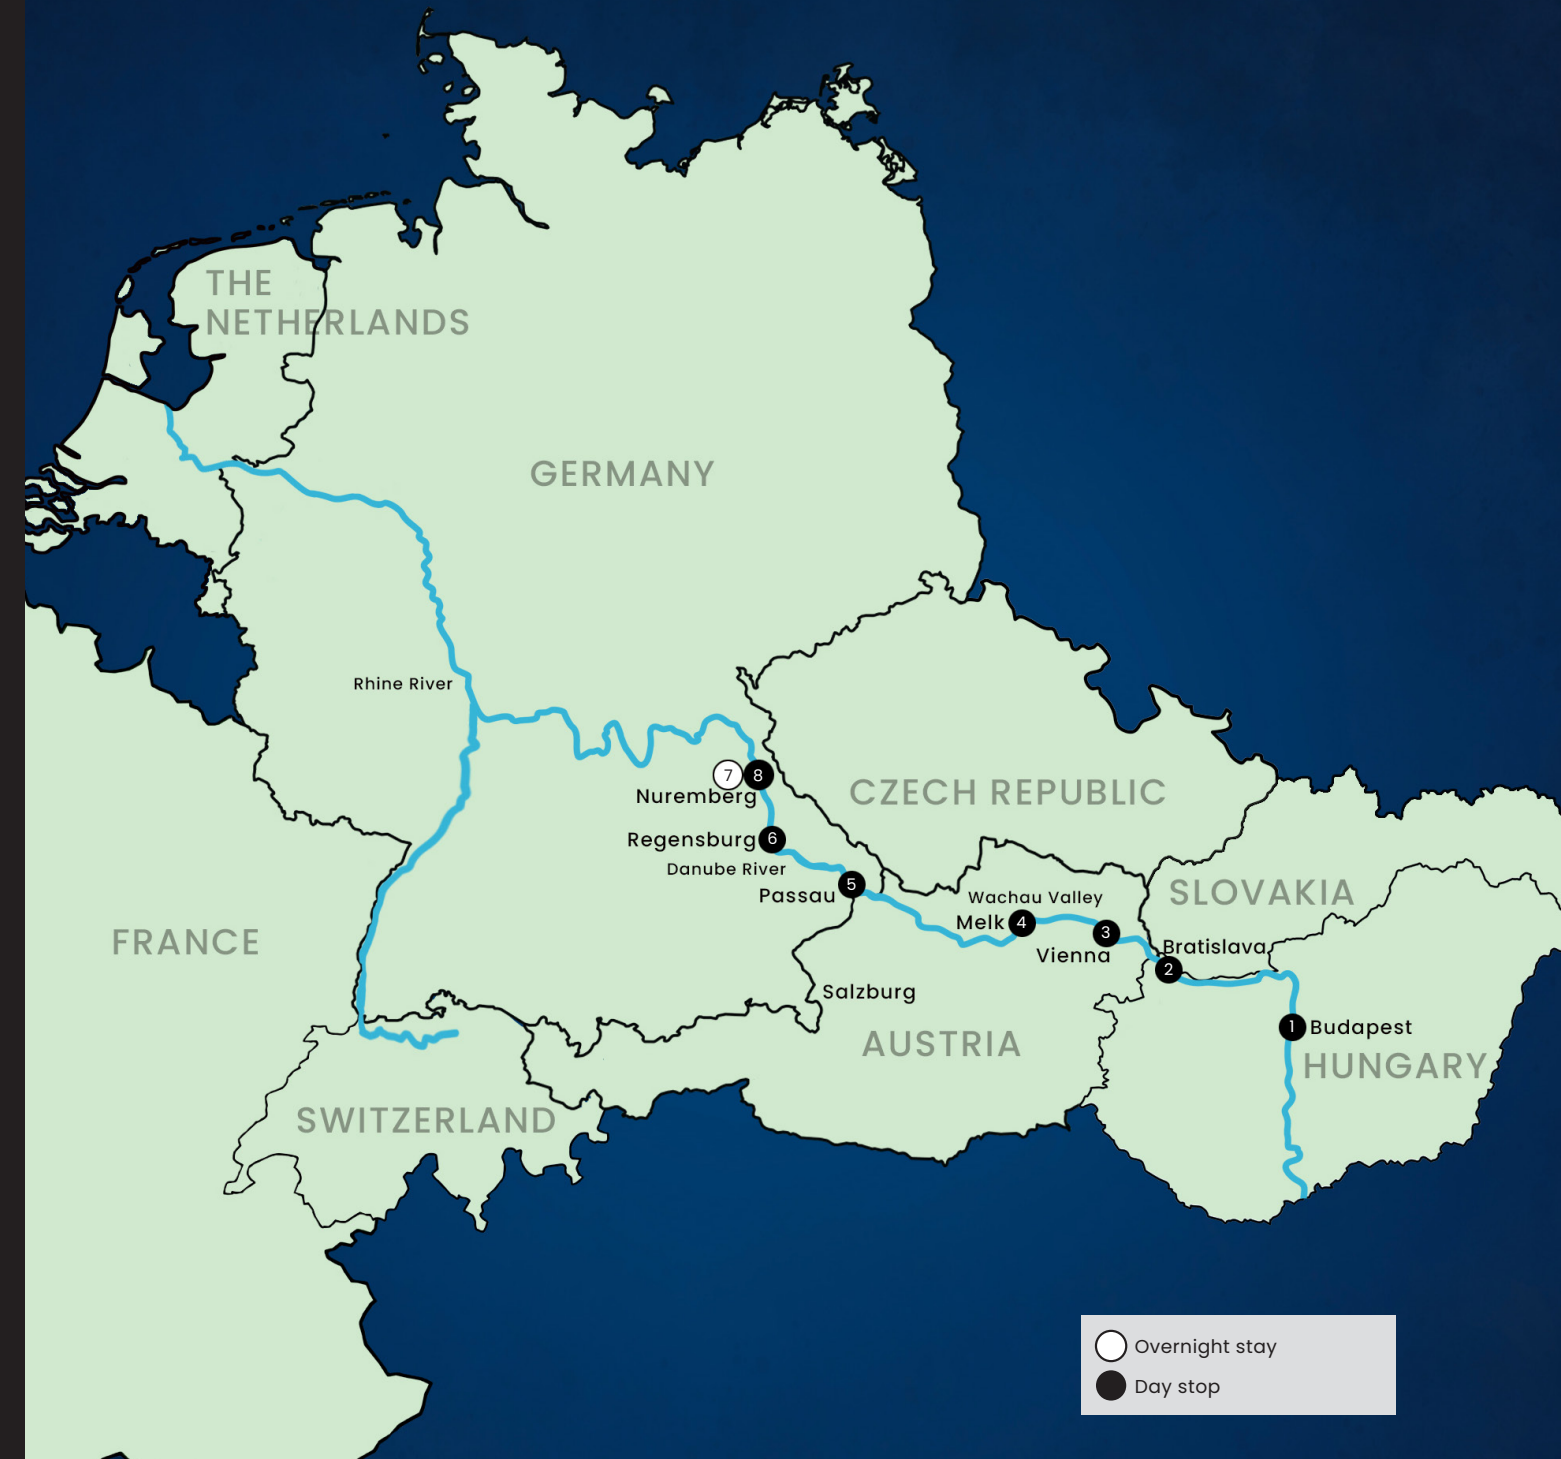 THE
NETHERLANDS
GERMANY
Rhine River
7 8
Nuremberg
CZECH REPUBLIC
Regensburg 6
Danube River
5
Passau
Wachau Valley
SLOVAKIA
Melk 4
3
Vienna
Bratislava
2
FRANCE
Salzburg
1 Budapest
AUSTRIA
HUNGARY
SWITZERLAND
Overnight stay
Day stop